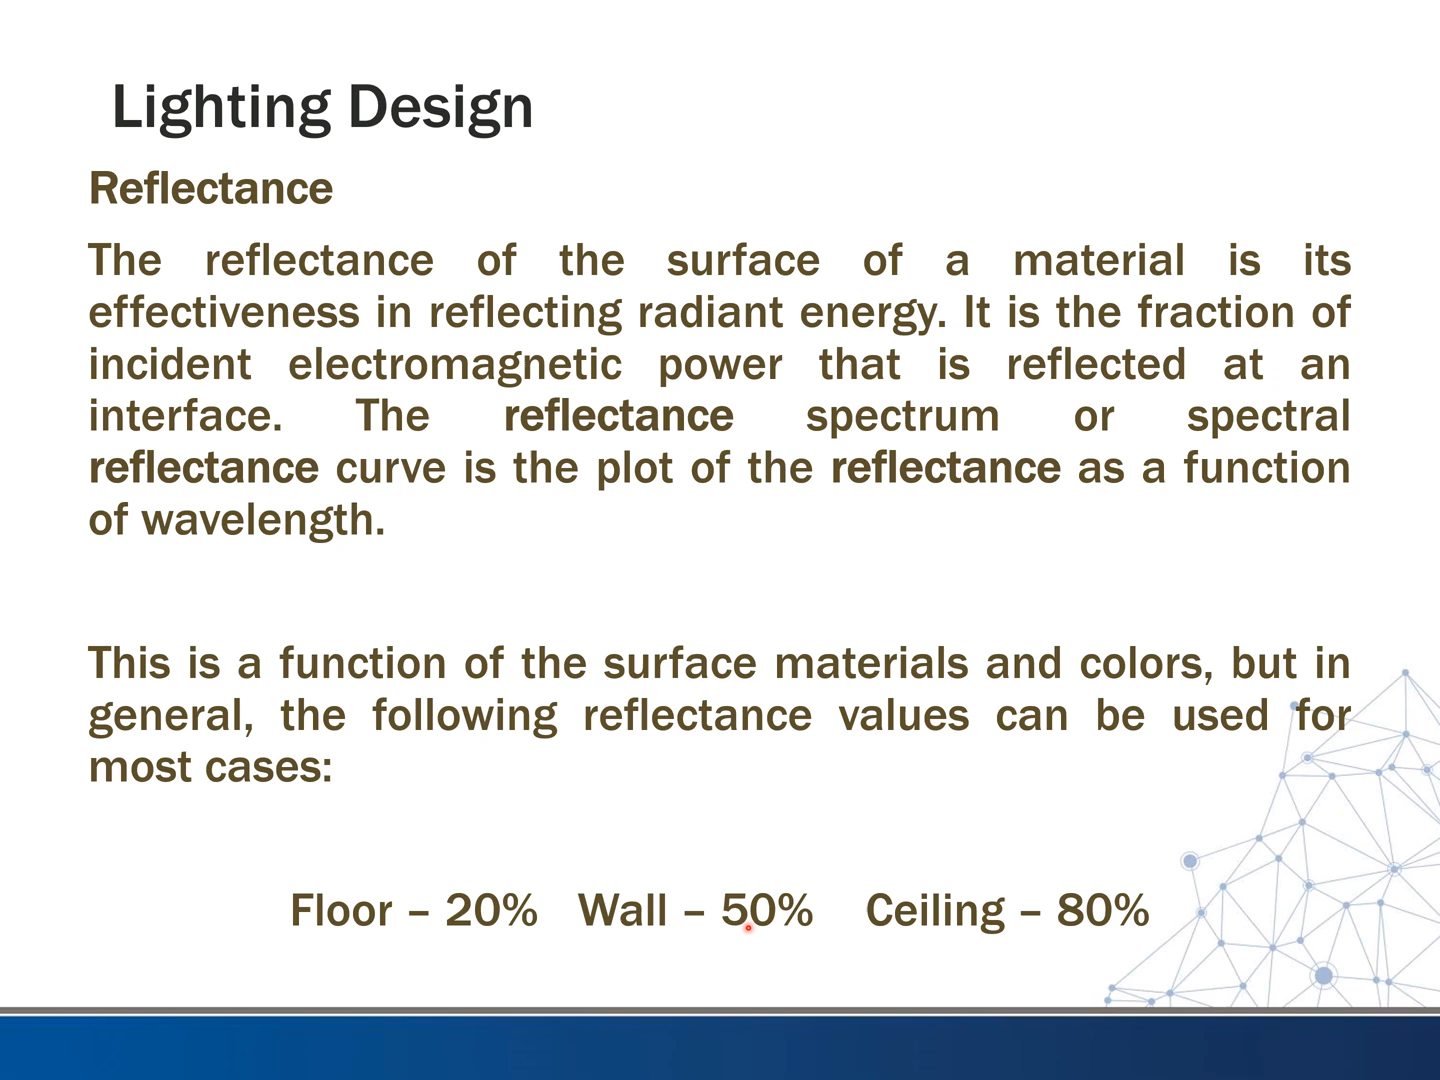 Lighting Design
Reflectance
The reflectance of the surface of a material is its
effectiveness in reflecting radiant energy. It is the fraction of
incident electromagnetic power that is reflected at an
interface. The reflectance spectrum or spectral
reflectance curve is the plot of the reflectance as a function
of wavelength.
This is a function of the surface materials and colors, but in
general, the following reflectance values can be used for
most cases:
Floor – 20% Wall – 50% Ceiling – 80%